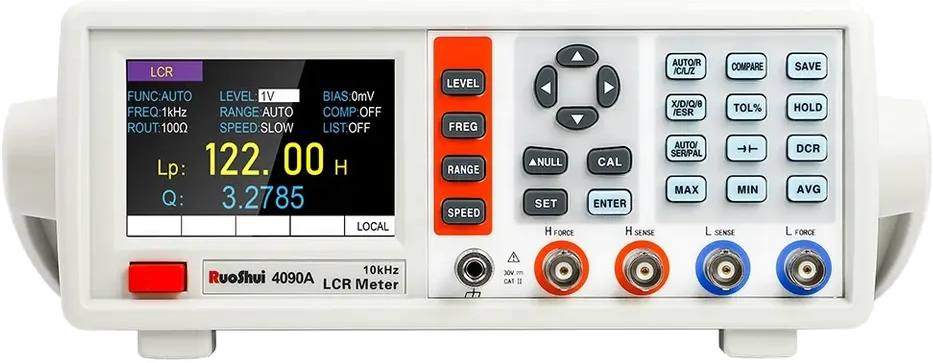 LCR
FUNC:AUTO LEVEL:1V BIAS:0mV
FREQ:1kHz RANGE:AUTO COMP:OFF
ROUT:100Ω SPEED:SLOW LIST:OFF
Lp: 122.00 H
Q: 3.2785
LOCAL
RuoShui 4090A
10kHz
LCR Meter
LEVEL
FREQ
RANGE
SPEED
▲NULL
CAL
SET
ENTER
AUTO/R
/C/L/Z
COMPARE
SAVE
X/D/Q/θ
/ESR
TOL%
HOLD
AUTO/
SER/PAL
DCR
MAX
MIN
AVG
30V
CAT II
H FORCE
H SENSE
L SENSE
L FORCE